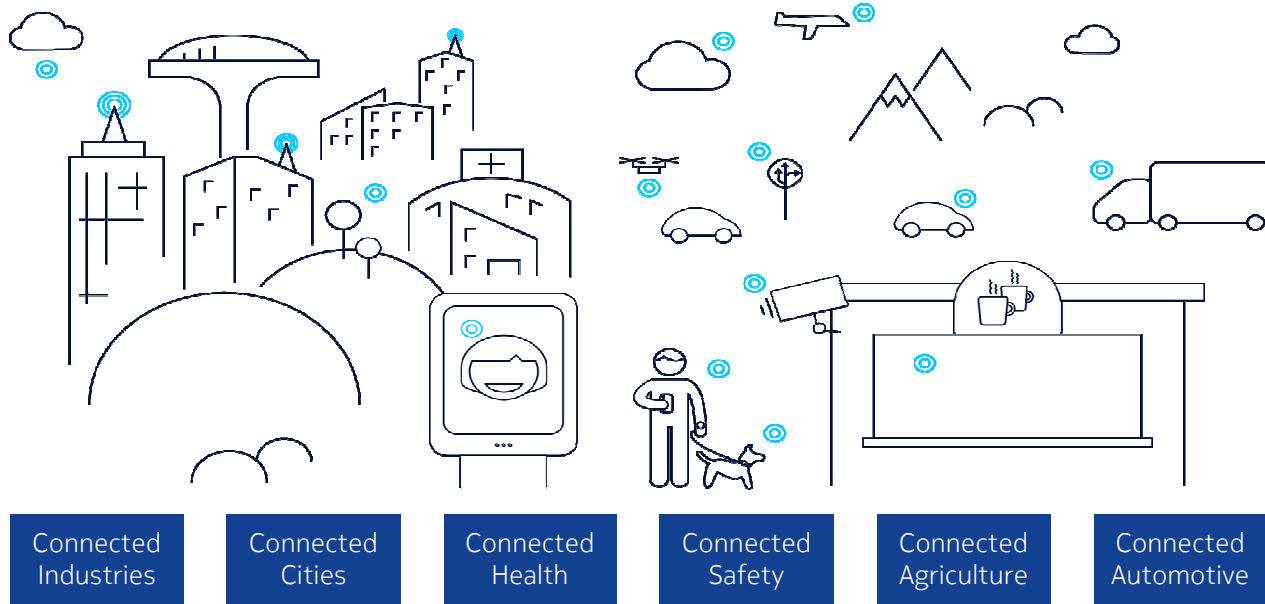 Connected
Industries
Connected
Cities
Connected
Health
Connected
Safety
Connected
Agriculture
Connected
Automotive